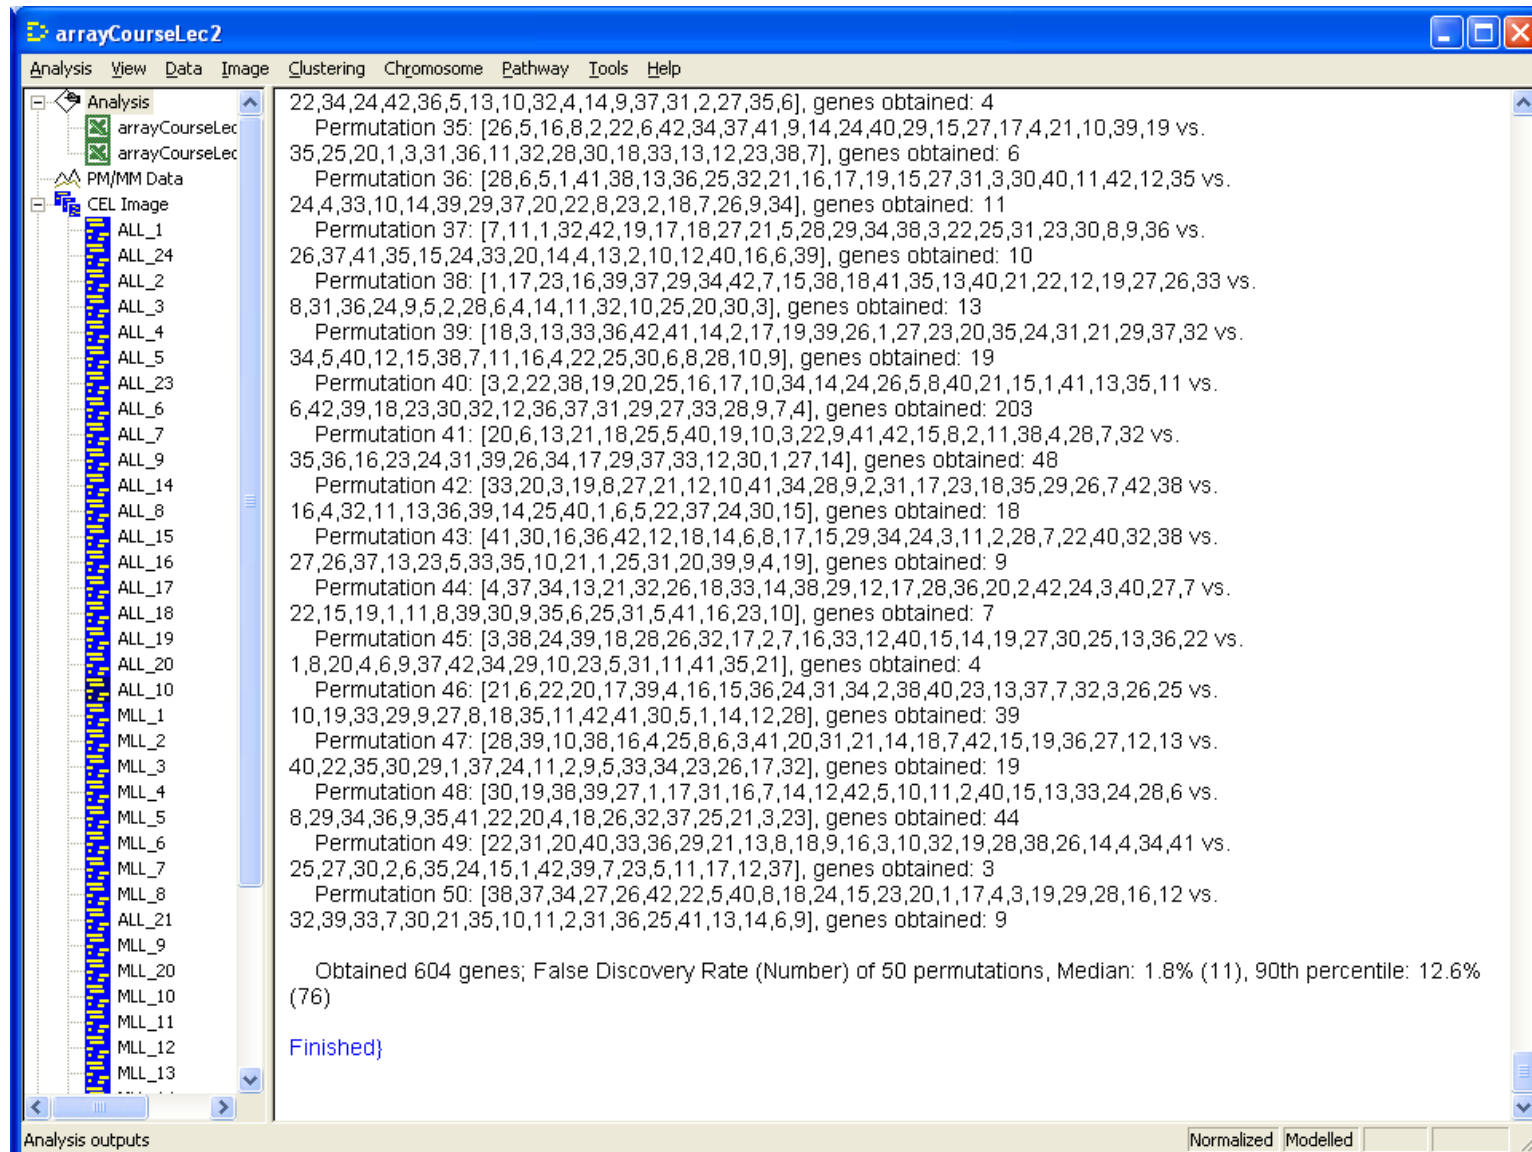 arrayCourseLec2
Analysis View Data Image Clustering Chromosome Pathway Tools Help
Analysis
arrayCourseLec
arrayCourseLec
PM/MM Data
CEL Image
ALL_1
ALL_24
ALL_2
ALL_3
ALL_4
ALL_5
ALL_23
ALL_6
ALL_7
ALL_9
ALL_14
ALL_8
ALL_15
ALL_16
ALL_17
ALL_18
ALL_19
ALL_20
ALL_10
MLL_1
MLL_2
MLL_3
MLL_4
MLL_5
MLL_6
MLL_7
MLL_8
ALL_21
MLL_9
MLL_20
MLL_10
MLL_11
MLL_12
MLL_13
22,34,24,42,36,5,13,10,32,4,14,9,37,31,2,27,35,6], genes obtained: 4
Permutation 35: [26,5,16,8,2,22,6,42,34,37,41,9,14,24,40,29,15,27,17,4,21,10,39,19 vs.
35,25,20,1,3,31,36,11,32,28,30,18,33,13,12,23,38,7], genes obtained: 6
Permutation 36: [28,6,5,1,41,38,13,36,25,32,21,16,17,19,15,27,31,3,30,40,11,42,12,35 vs.
24,4,33,10,14,39,29,37,20,22,8,23,2,18,7,26,9,34], genes obtained: 11
Permutation 37: [7,11,1,32,42,19,17,18,27,21,5,28,29,34,38,3,22,25,31,23,30,8,9,36 vs.
26,37,41,35,15,24,33,20,14,4,13,2,10,12,40,16,6,39], genes obtained: 10
Permutation 38: [1,17,23,16,39,37,29,34,42,7,15,38,18,41,35,13,40,21,22,12,19,27,26,33 vs.
8,31,36,24,9,5,2,28,6,4,14,11,32,10,25,20,30,3], genes obtained: 13
Permutation 39: [18,3,13,33,36,42,41,14,2,17,19,39,26,1,27,23,20,35,24,31,21,29,37,32 vs.
34,5,40,12,15,38,7,11,16,4,22,25,30,6,8,28,10,9], genes obtained: 19
Permutation 40: [3,2,22,38,19,20,25,16,17,10,34,14,24,26,5,8,40,21,15,1,41,13,35,11 vs.
6,42,39,18,23,30,32,12,36,37,31,29,27,33,28,9,7,4], genes obtained: 203
Permutation 41: [20,6,13,21,18,25,5,40,19,10,3,22,9,41,42,15,8,2,11,38,4,28,7,32 vs.
35,36,16,23,24,31,39,26,34,17,29,37,33,12,30,1,27,14], genes obtained: 48
Permutation 42: [33,20,3,19,8,27,21,12,10,41,34,28,9,2,31,17,23,18,35,29,26,7,42,38 vs.
16,4,32,11,13,36,39,14,25,40,1,6,5,22,37,24,30,15], genes obtained: 18
Permutation 43: [41,30,16,36,42,12,18,14,6,8,17,15,29,34,24,3,11,2,28,7,22,40,32,38 vs.
27,26,37,13,23,5,33,35,10,21,1,25,31,20,39,9,4,19], genes obtained: 9
Permutation 44: [4,37,34,13,21,32,26,18,33,14,38,29,12,17,28,36,20,2,42,24,3,40,27,7 vs.
22,15,19,1,11,8,39,30,9,35,6,25,31,5,41,16,23,10], genes obtained: 7
Permutation 45: [3,38,24,39,18,28,26,32,17,2,7,16,33,12,40,15,14,19,27,30,25,13,36,22 vs.
1,8,20,4,6,9,37,42,34,29,10,23,5,31,11,41,35,21], genes obtained: 4
Permutation 46: [21,6,22,20,17,39,4,16,15,36,24,31,34,2,38,40,23,13,37,7,32,3,26,25 vs.
10,19,33,29,9,27,8,18,35,11,42,41,30,5,1,14,12,28], genes obtained: 39
Permutation 47: [28,39,10,38,16,4,25,8,6,3,41,20,31,21,14,18,7,42,15,19,36,27,12,13 vs.
40,22,35,30,29,1,37,24,11,2,9,5,33,34,23,26,17,32], genes obtained: 19
Permutation 48: [30,19,38,39,27,1,17,31,16,7,14,12,42,5,10,11,2,40,15,13,33,24,28,6 vs.
8,29,34,36,9,35,41,22,20,4,18,26,32,37,25,21,3,23], genes obtained: 44
Permutation 49: [22,31,20,40,33,36,29,21,13,8,18,9,16,3,10,32,19,28,38,26,14,4,34,41 vs.
25,27,30,2,6,35,24,15,1,42,39,7,23,5,11,17,12,37], genes obtained: 3
Permutation 50: [38,37,34,27,26,42,22,5,40,8,18,24,15,23,20,1,17,4,3,19,29,28,16,12 vs.
32,39,33,7,30,21,35,10,11,2,31,36,25,41,13,14,6,9], genes obtained: 9
Obtained 604 genes; False Discovery Rate (Number) of 50 permutations, Median: 1.8% (11), 90th percentile: 12.6%
(76)
Finished}
Analysis outputs
Normalized Modelled